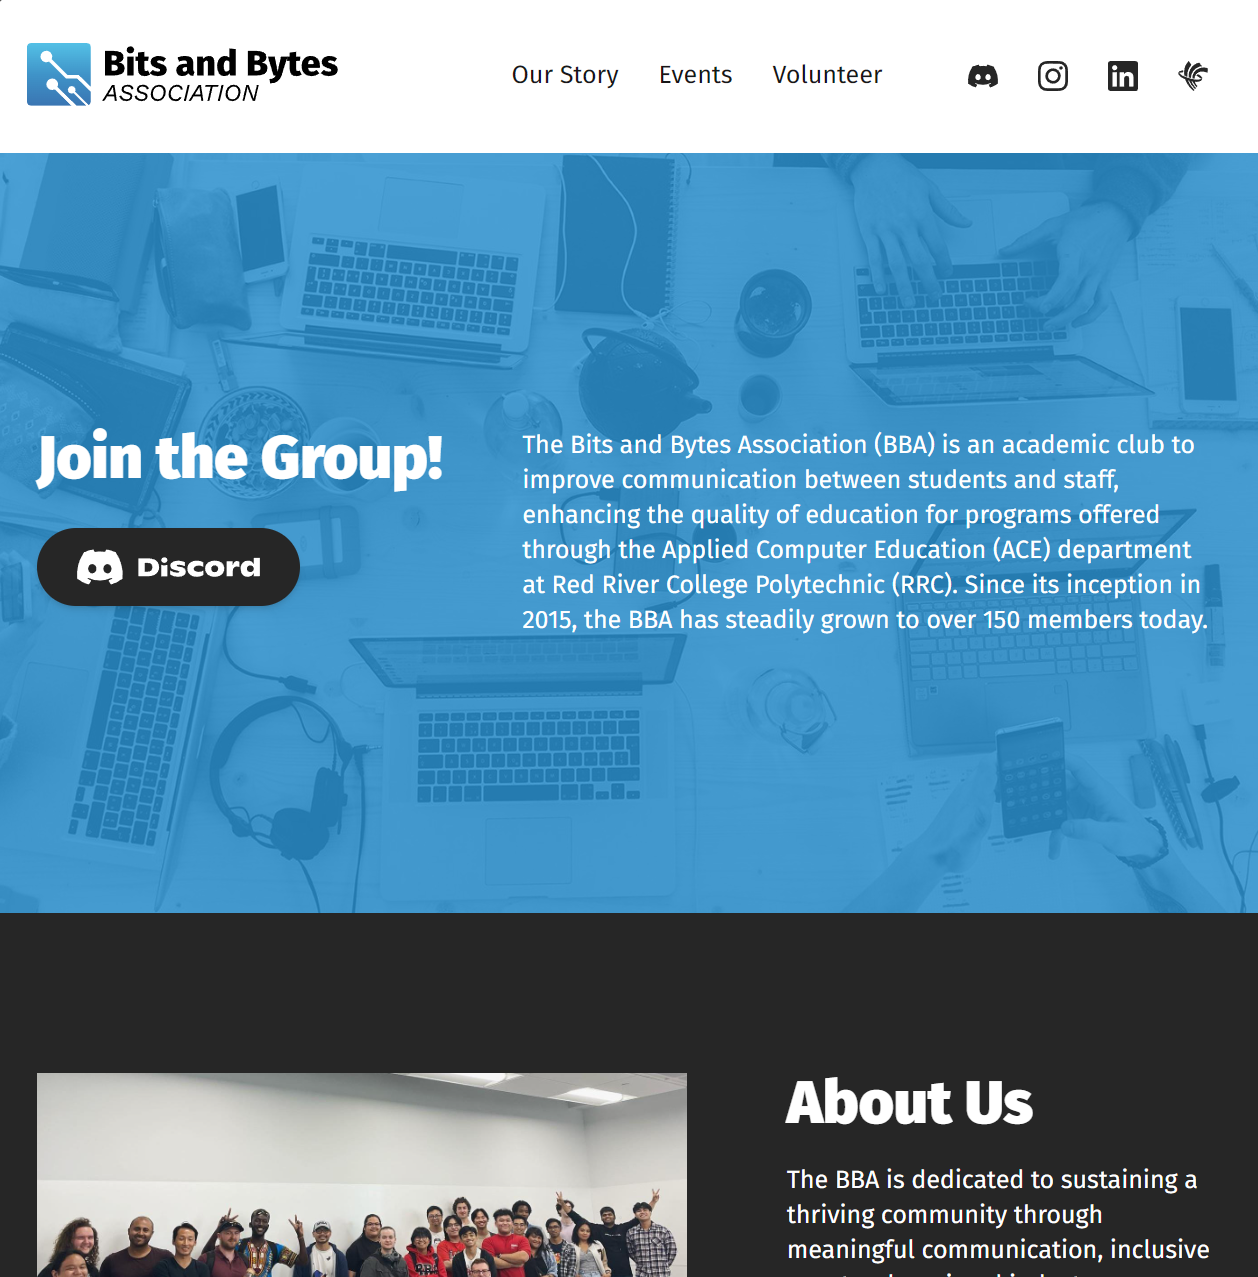 Bits and Bytes
ASSOCIATION
Our Story
Events
Volunteer
Join the Group!
Discord
The Bits and Bytes Association (BBA) is an academic club to
improve communication between students and staff,
enhancing the quality of education for programs offered
through the Applied Computer Education (ACE) department
at Red River College Polytechnic (RRC). Since its inception in
2015, the BBA has steadily grown to over 150 members today.
About Us
The BBA is dedicated to sustaining a
thriving community through
meaningful communication, inclusive